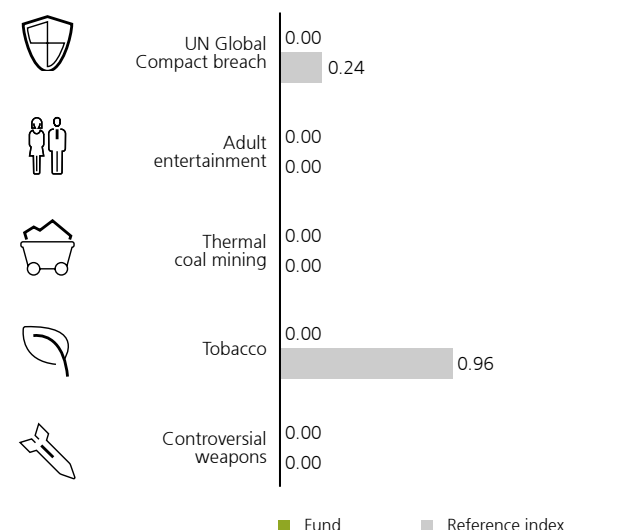 UN Global
Compact breach
0.00
0.24
Adult
entertainment
0.00
0.00
Thermal
coal mining
0.00
0.00
Tobacco
0.00
0.96
Controversial
weapons
0.00
0.00
Fund
Reference index